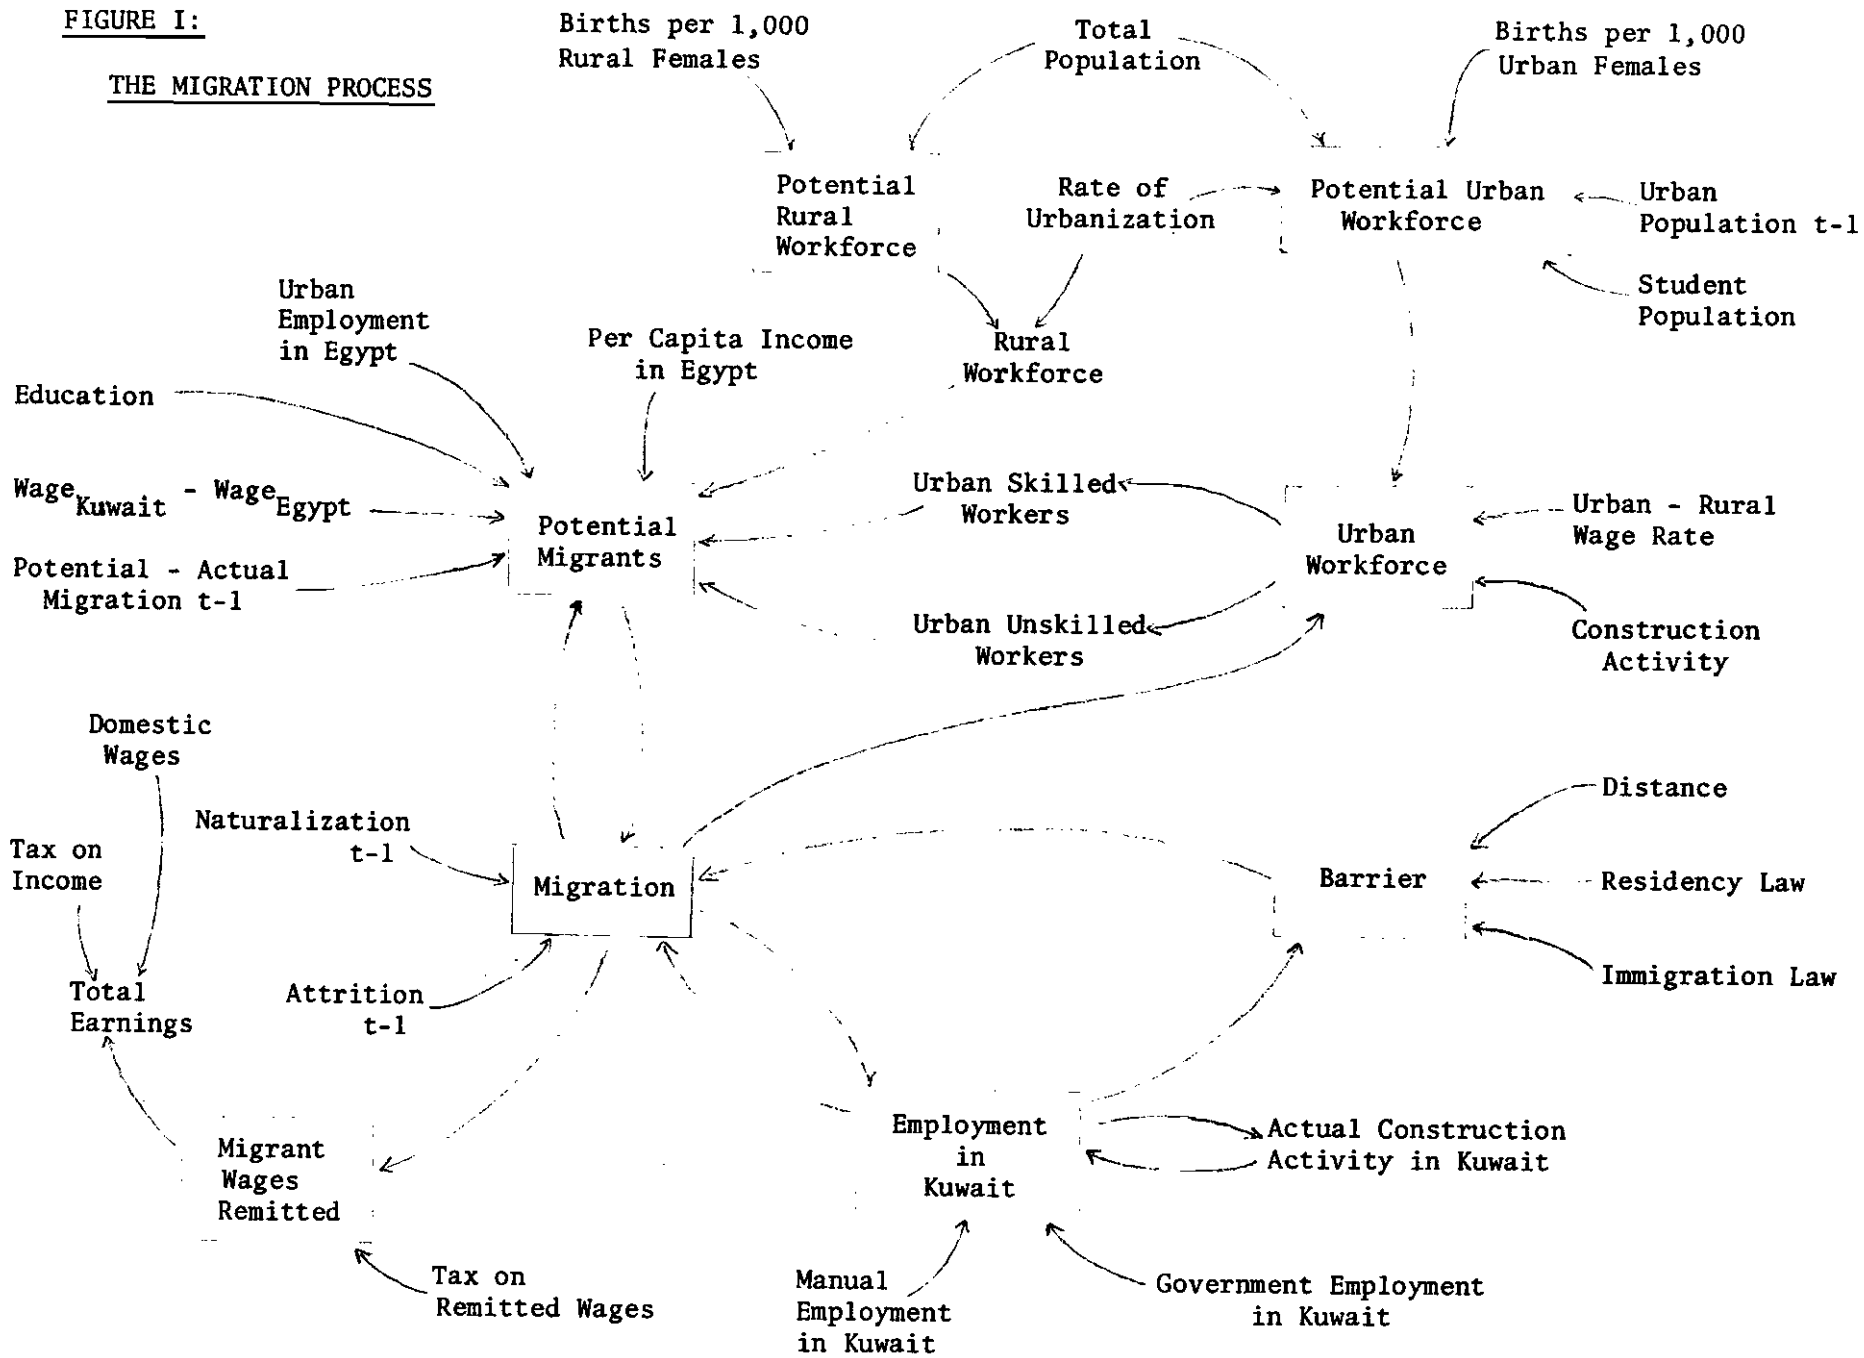 FIGURE I:
THE MIGRATION PROCESS
Births per 1,000
Rural Females
Total
Population
Births per 1,000
Urban Females
Potential
Rural
Workforce
Rate of
Urbanization
Potential Urban
Workforce
Urban
Population t-1
Student
Population
Urban
Employment
in Egypt
Per Capita Income
in Egypt
Rural
Workforce
Education
Wage Kuwait - Wage Egypt
Potential - Actual
Migration t-1
Potential
Migrants
Urban Skilled
Workers
Urban Unskilled
Workers
Urban
Workforce
Urban - Rural
Wage Rate
Construction
Activity
Domestic
Wages
Tax on
Income
Naturalization
t-1
Migration
Barrier
Distance
Residency Law
Immigration Law
Total
Earnings
Attrition
t-1
Migrant
Wages
Remitted
Tax on
Remitted Wages
Employment
in
Kuwait
Actual Construction
Activity in Kuwait
Manual
Employment
in Kuwait
Government Employment
in Kuwait